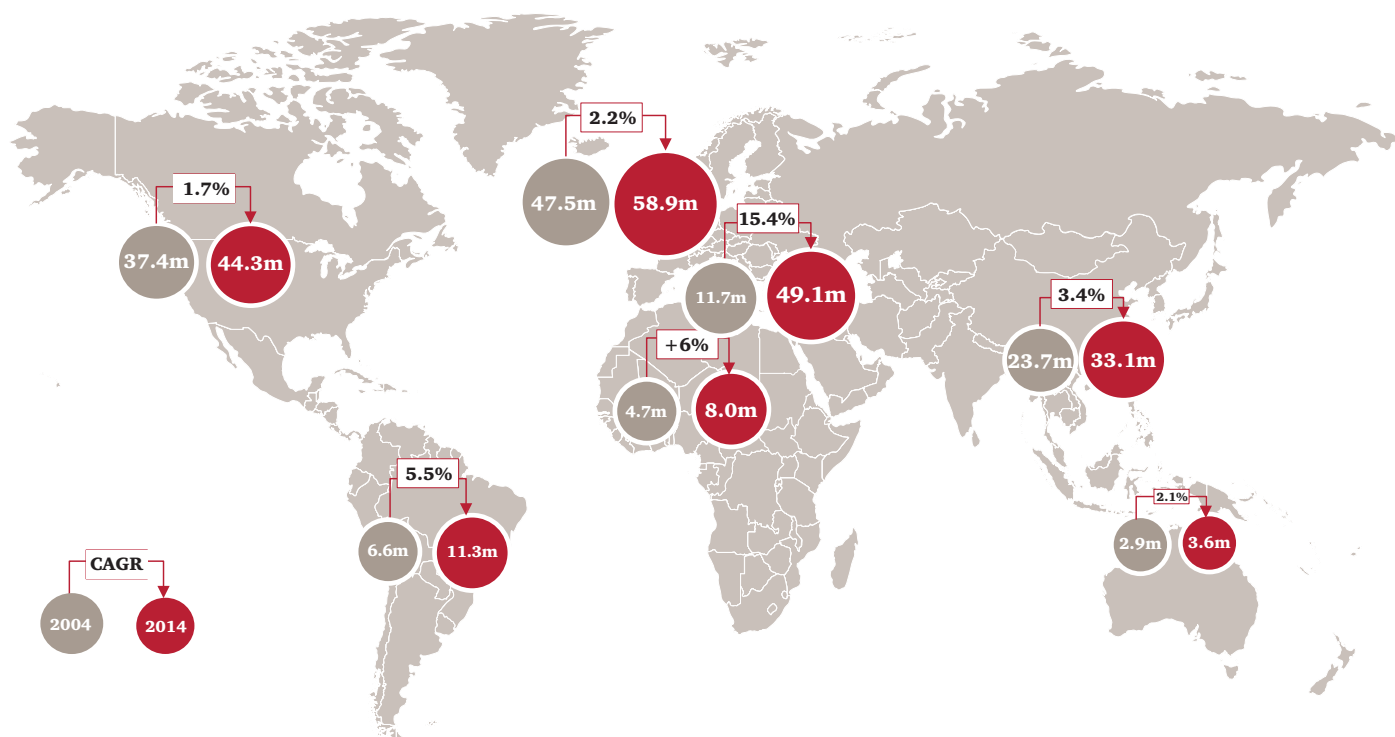 2.2%
47.5m
58.9m
1.7%
37.4m
44.3m
15.4%
11.7m
49.1m
3.4%
23.7m
33.1m
+6%
4.7m
8.0m
5.5%
6.6m
11.3m
2.1%
2.9m
3.6m
CAGR
2004
2014